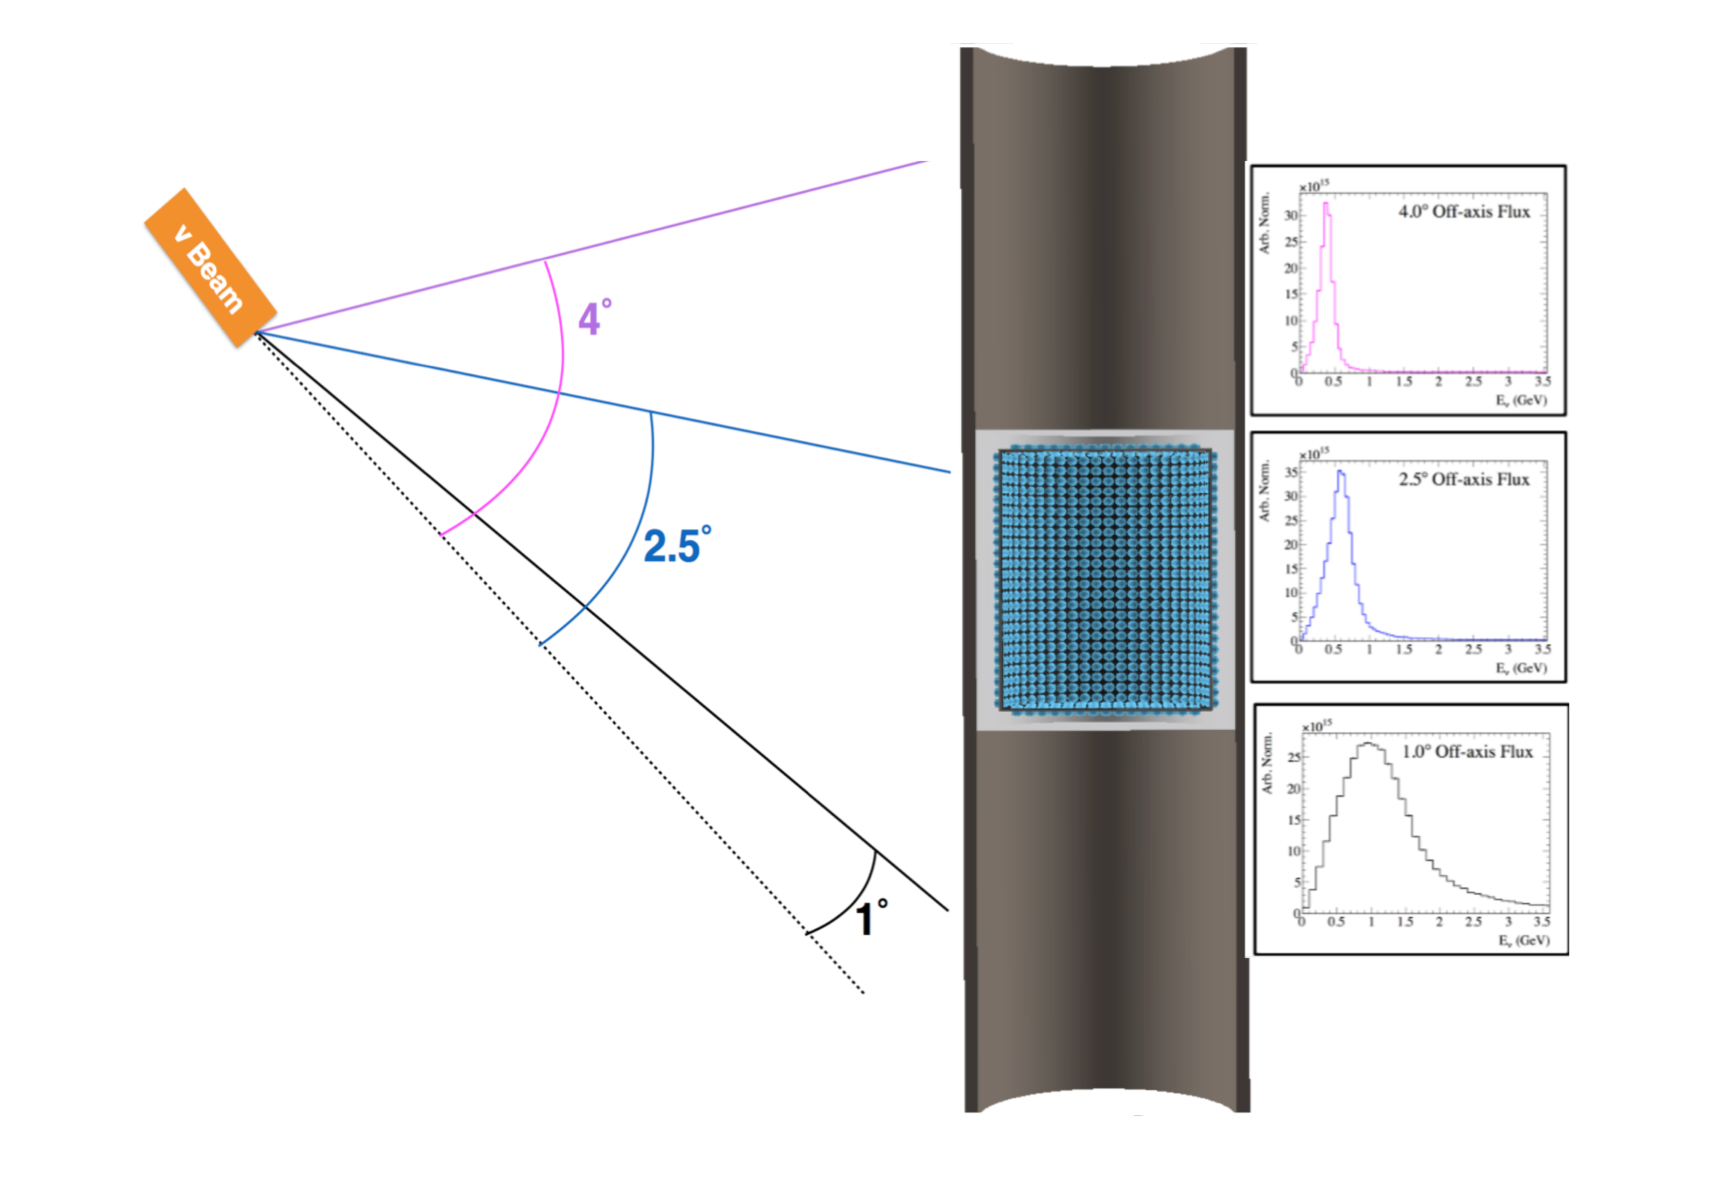 ν Beam
4°
2.5°
1°
×10¹⁵
4.0° Off-axis Flux
Arb. Norm.
30
25
20
15
10
5
0
0 0.5 1 1.5 2 2.5 3 3.5
Eᵥ (GeV)
×10¹⁵
2.5° Off-axis Flux
Arb. Norm.
35
30
25
20
15
10
5
0
0 0.5 1 1.5 2 2.5 3 3.5
Eᵥ (GeV)
×10¹⁵
1.0° Off-axis Flux
Arb. Norm.
25
20
15
10
5
0
0 0.5 1 1.5 2 2.5 3 3.5
Eᵥ (GeV)